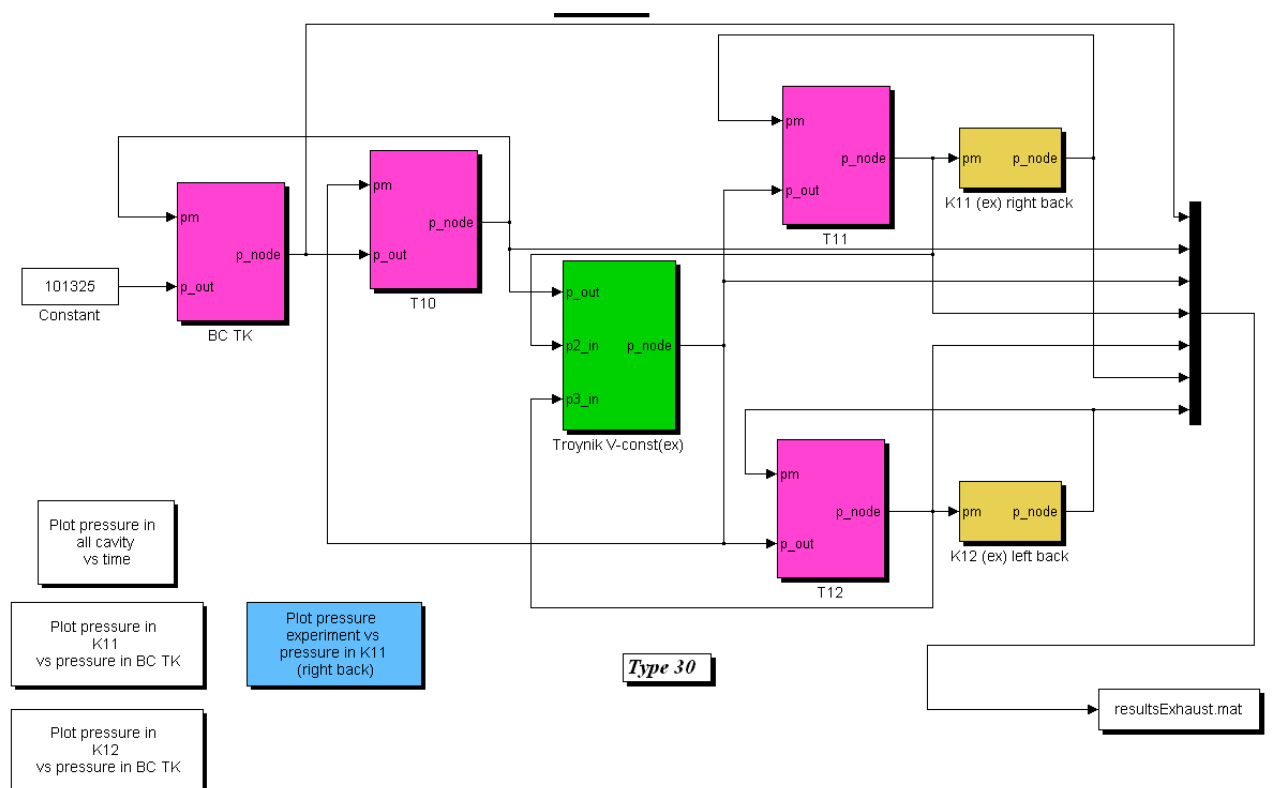 pm
p_node
p_out
T11
pm
p_node
K11 (ex) right back
pm
p_node
p_out
T10
pm
p_node
p_out
BC TK
101325
Constant
p_out
p2_in
p_node
p3_in
Troynik V-const(ex)
pm
p_node
p_out
T12
pm
p_node
K12 (ex) left back
Plot pressure in
all cavity
vs time
Plot pressure in
K11
vs pressure in BC TK
Plot pressure
experiment vs
pressure in K11
(right back)
Type 30
resultsExhaust.mat
Plot pressure in
K12
vs pressure in BC TK